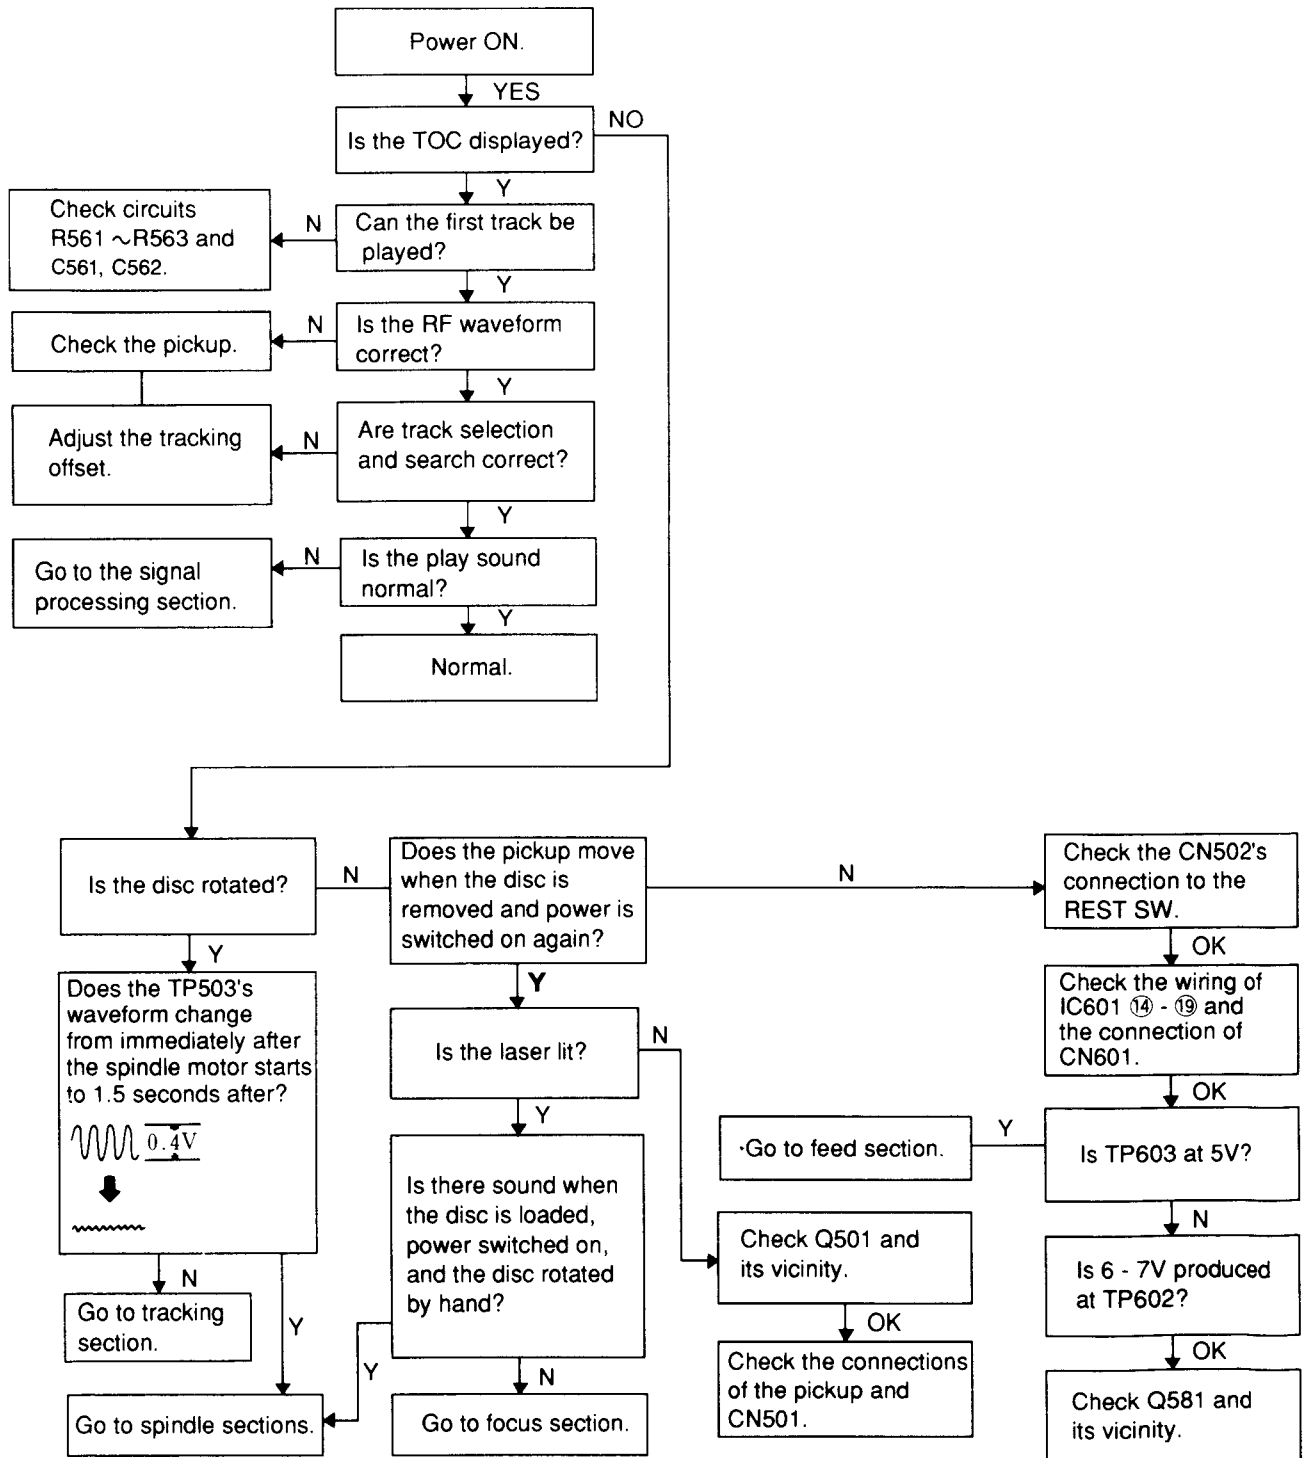 Power ON.
YES
Is the TOC displayed?
NO
Y
Can the first track be
played?
N
Check circuits
R561 ~R563 and
C561, C562.
Y
Is the RF waveform
correct?
N
Check the pickup.
Y
Are track selection
and search correct?
N
Adjust the tracking
offset.
Y
Is the play sound
normal?
N
Go to the signal
processing section.
Y
Normal.
Is the disc rotated?
N
Does the pickup move
when the disc is
removed and power is
switched on again?
N
Check the CN502's
connection to the
REST SW.
OK
Check the wiring of
IC601 ⑭ - ⑲ and
the connection of
CN601.
OK
Is TP603 at 5V?
Y
Go to feed section.
N
Is 6 - 7V produced
at TP602?
OK
Check Q581 and
its vicinity.
Y
Does the TP503's
waveform change
from immediately after
the spindle motor starts
to 1.5 seconds after?
0.4V
N
Go to tracking
section.
Y
Go to spindle sections.
Y
Is the laser lit?
N
Check Q501 and
its vicinity.
OK
Check the connections
of the pickup and
CN501.
Y
Is there sound when
the disc is loaded,
power switched on,
and the disc rotated
by hand?
Y
N
Go to focus section.